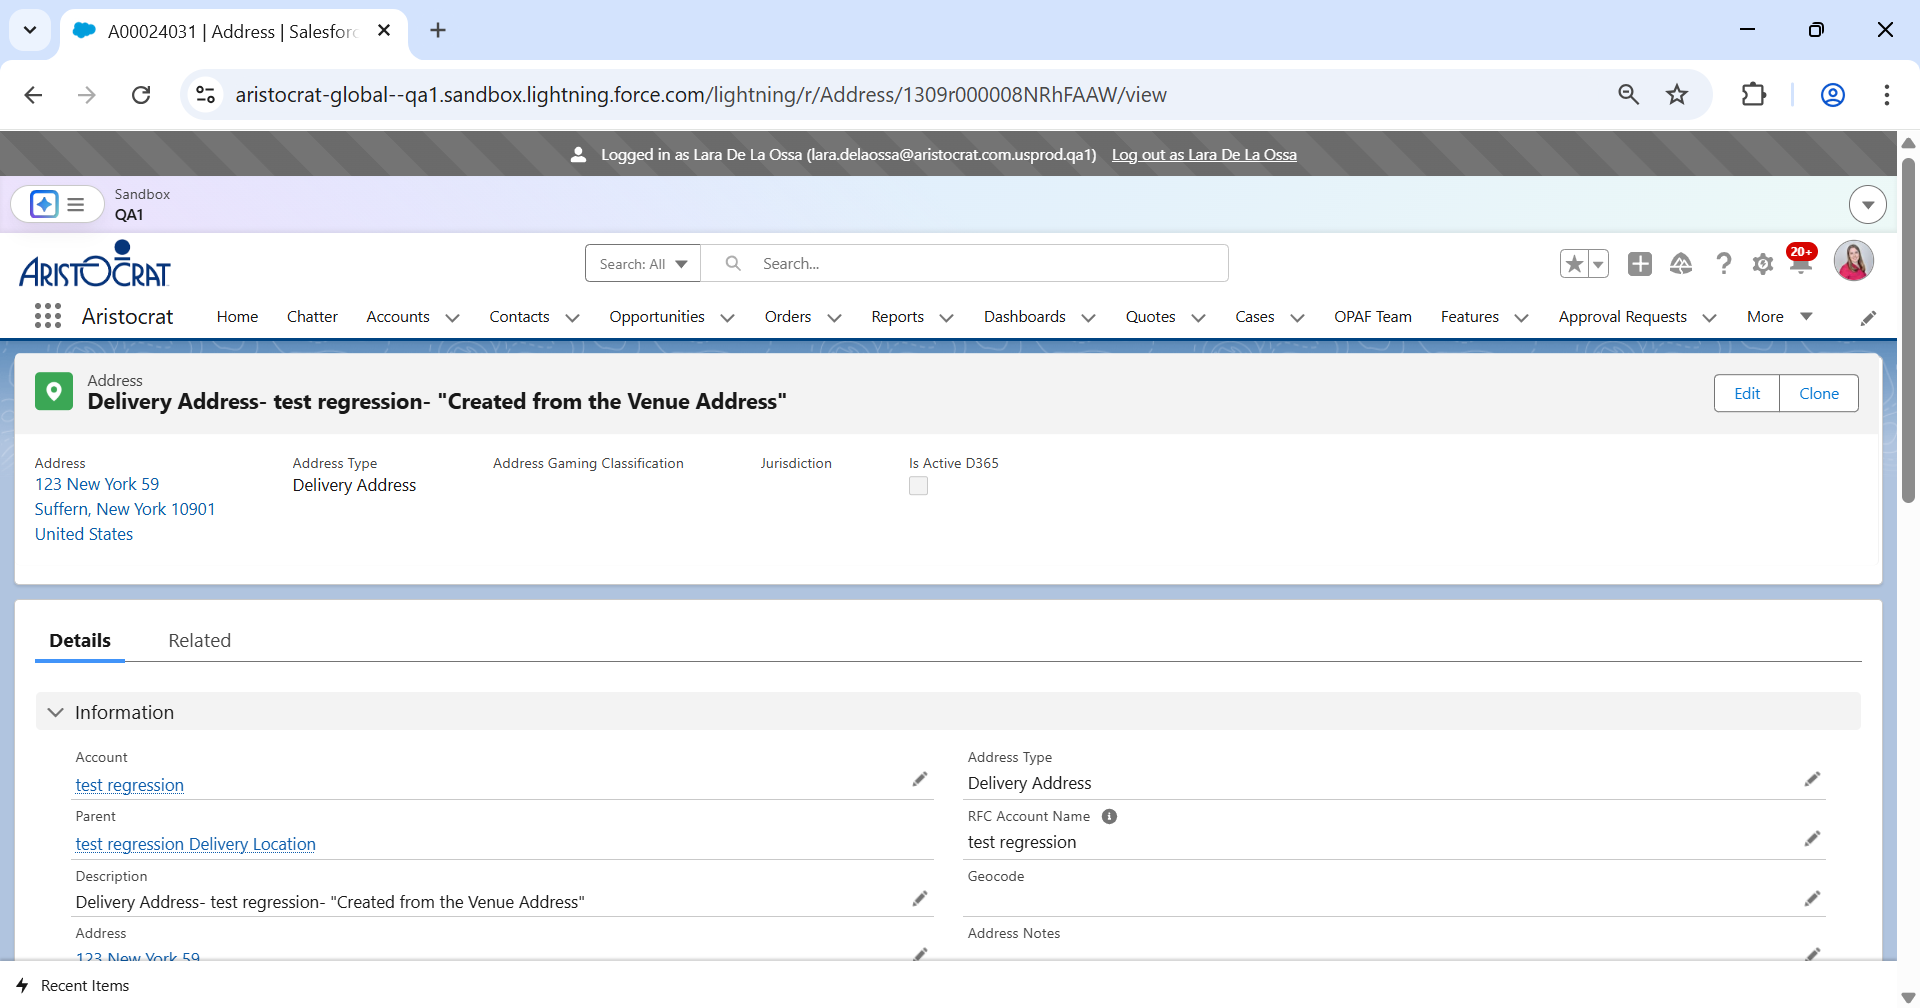 A00024031 | Address | Salesforc
aristocrat-global--qa1.sandbox.lightning.force.com/lightning/r/Address/1309r000008NRhFAAW/view
Logged in as Lara De La Ossa (lara.delaossa@aristocrat.com.usprod.qa1) Log out as Lara De La Ossa
Sandbox
QA1
ARISTOCRAT
Search: All
Search...
20+
Aristocrat
Home
Chatter
Accounts
Contacts
Opportunities
Orders
Reports
Dashboards
Quotes
Cases
OPAF Team
Features
Approval Requests
More
Address
Delivery Address- test regression- "Created from the Venue Address"
Edit
Clone
Address
123 New York 59
Suffern, New York 10901
United States
Address Type
Delivery Address
Address Gaming Classification
Jurisdiction
Is Active D365
Details
Related
Information
Account
test regression
Address Type
Delivery Address
Parent
test regression Delivery Location
RFC Account Name
test regression
Description
Delivery Address- test regression- "Created from the Venue Address"
Geocode
Address
123 New York 59
Address Notes
Recent Items